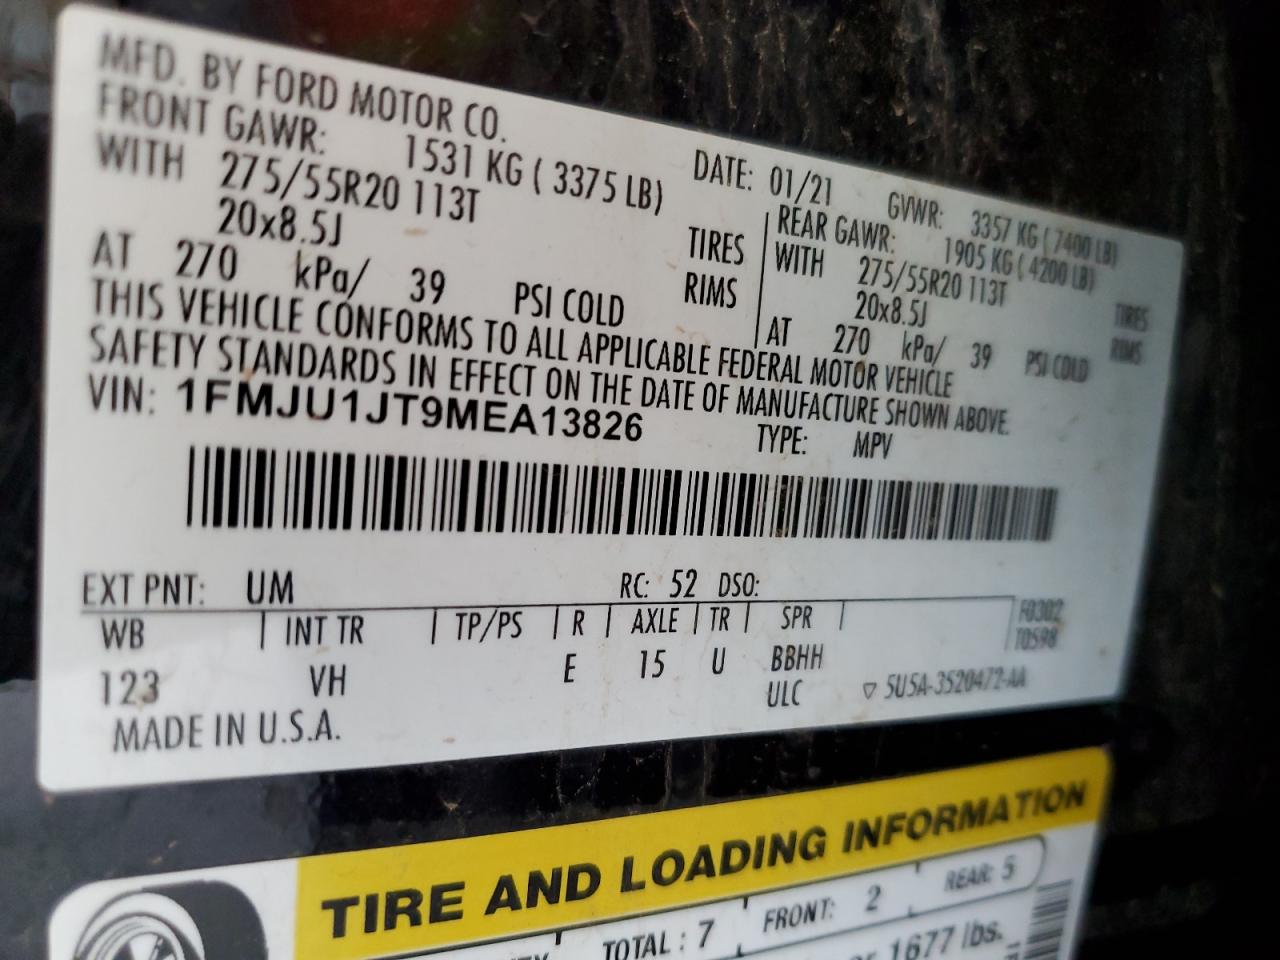 MFD. BY FORD MOTOR CO.
DATE: 01/21 GVWR: 3357 KG ( 7400 LB)
FRONT GAWR: 1531 KG ( 3375 LB)
REAR GAWR: 1905 KG ( 4200 LB)
WITH 275/55R20 113T TIRES
WITH 275/55R20 113T TIRES
20x8.5J RIMS
20x8.5J RIMS
AT 270 kPa/ 39 PSI COLD
AT 270 kPa/ 39 PSI COLD
THIS VEHICLE CONFORMS TO ALL APPLICABLE FEDERAL MOTOR VEHICLE
SAFETY STANDARDS IN EFFECT ON THE DATE OF MANUFACTURE SHOWN ABOVE.
VIN: 1FMJU1JT9MEA13826 TYPE: MPV
EXT PNT: UM RC: 52 DSO:
WB INT TR TP/PS R AXLE TR SPR F0302
T0598
123 VH E 15 U BBHH
ULC ▽ 5U5A-3520472-AA
MADE IN U.S.A.
TIRE AND LOADING INFORMATION
TOTAL : 7 FRONT: 2 REAR: 5
1677 lbs.